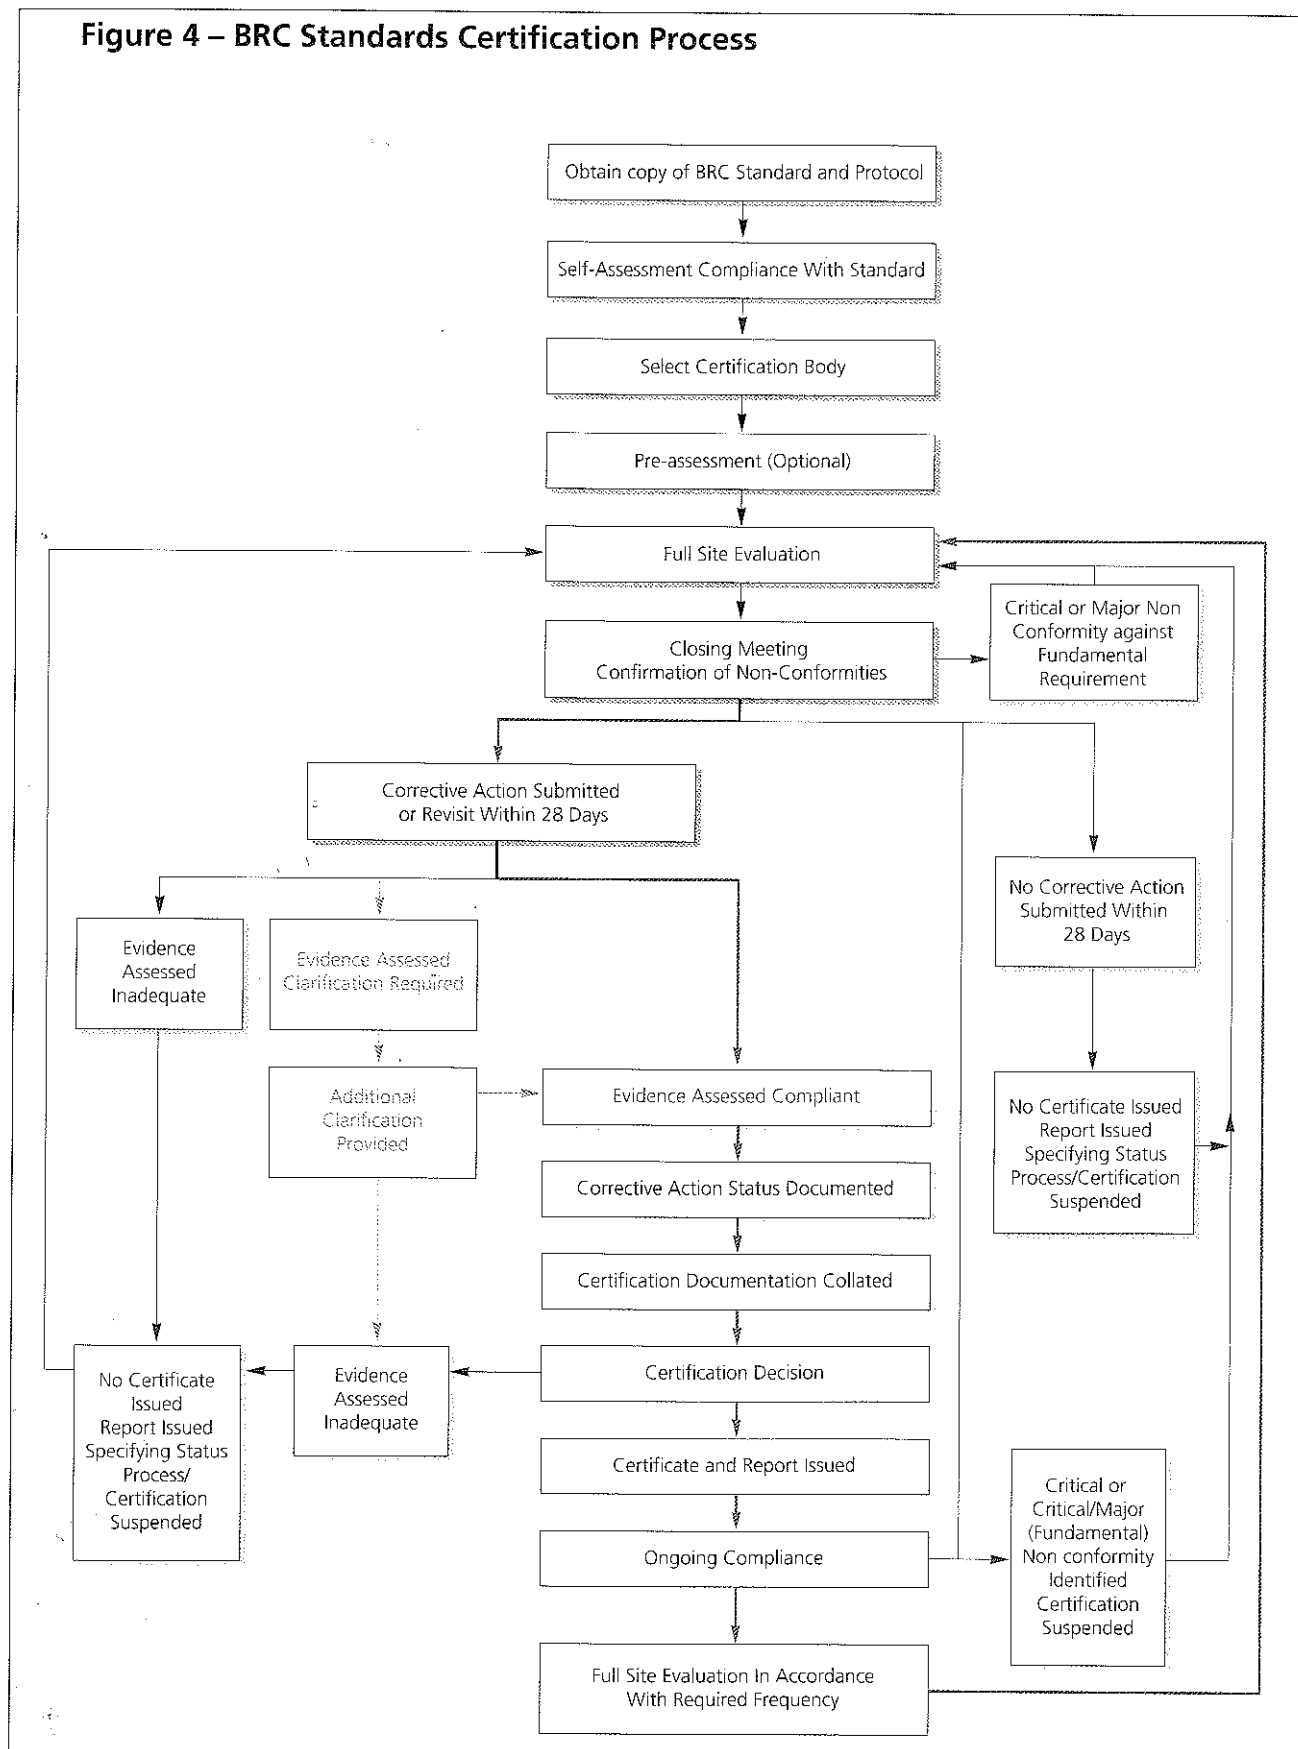 Figure 4 – BRC Standards Certification Process
Obtain copy of BRC Standard and Protocol
Self-Assessment Compliance With Standard
Select Certification Body
Pre-assessment (Optional)
Full Site Evaluation
Critical or Major Non
Conformity against
Fundamental
Requirement
Closing Meeting
Confirmation of Non-Conformities
Corrective Action Submitted
or Revisit Within 28 Days
No Corrective Action
Submitted Within
28 Days
Evidence
Assessed
Inadequate
Evidence Assessed
Clarification Required
Additional
Clarification
Provided
Evidence Assessed Compliant
No Certificate Issued
Report Issued
Specifying Status
Process/Certification
Suspended
Corrective Action Status Documented
Certification Documentation Collated
Certification Decision
Evidence
Assessed
Inadequate
No Certificate
Issued
Report Issued
Specifying Status
Process/
Certification
Suspended
Certificate and Report Issued
Ongoing Compliance
Critical or
Critical/Major
(Fundamental)
Non conformity
Identified
Certification
Suspended
Full Site Evaluation In Accordance
With Required Frequency